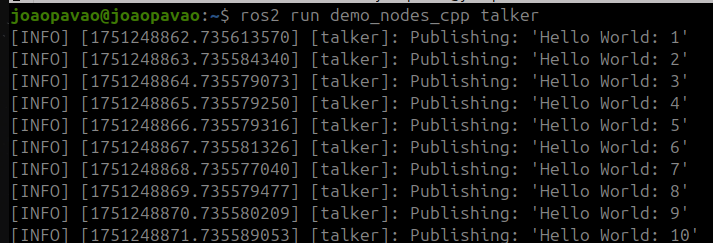 joaopavao@joaopavao:~$ ros2 run demo_nodes_cpp talker
[INFO] [1751248862.735613570] [talker]: Publishing: 'Hello World: 1'
[INFO] [1751248863.735584340] [talker]: Publishing: 'Hello World: 2'
[INFO] [1751248864.735579073] [talker]: Publishing: 'Hello World: 3'
[INFO] [1751248865.735579250] [talker]: Publishing: 'Hello World: 4'
[INFO] [1751248866.735579316] [talker]: Publishing: 'Hello World: 5'
[INFO] [1751248867.735581326] [talker]: Publishing: 'Hello World: 6'
[INFO] [1751248868.735577040] [talker]: Publishing: 'Hello World: 7'
[INFO] [1751248869.735579477] [talker]: Publishing: 'Hello World: 8'
[INFO] [1751248870.735580209] [talker]: Publishing: 'Hello World: 9'
[INFO] [1751248871.735589053] [talker]: Publishing: 'Hello World: 10'